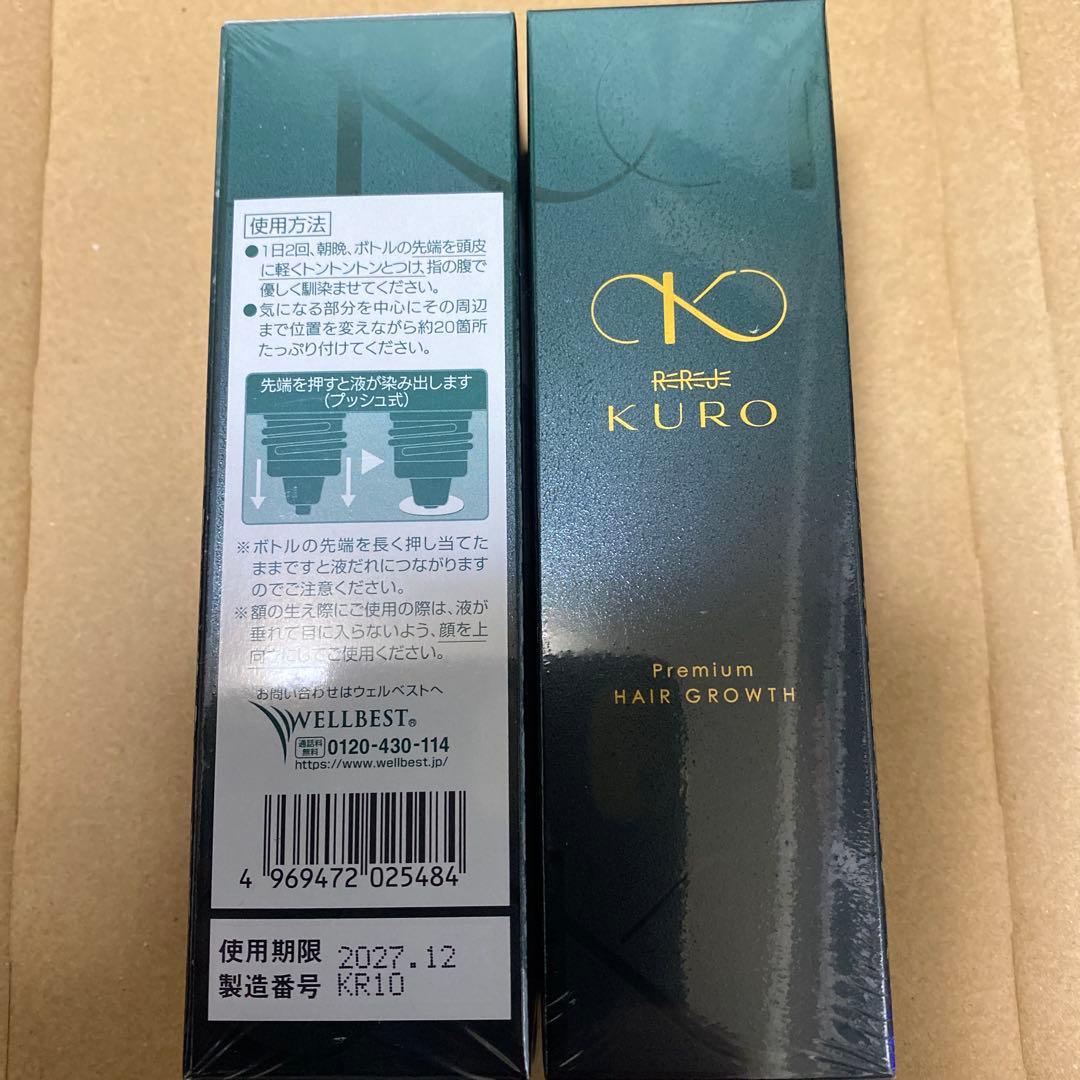 使用方法
●1日2回、朝晩、ボトルの先端を頭皮
に軽くトントントンとつけ、指の腹で
優しく馴染ませてください。
●気になる部分を中心にその周辺
まで位置を変えながら約20箇所
たっぷり付けてください。
先端を押すと液が染み出します
(プッシュ式)
※ボトルの先端を長く押し当てた
ままですと液だれにつながります
のでご注意ください。
※額の生え際にご使用の際は、液が
垂れて目に入らないよう、顔を上
向きにしてご使用ください。
お問い合わせはウェルベストへ
WELLBEST®
通話料無料 0120-430-114
https://www.wellbest.jp/
4 969472 025484
使用期限 2027.12
製造番号 KR10
K
RE:RE:JE
KURO
Premium
HAIR GROWTH